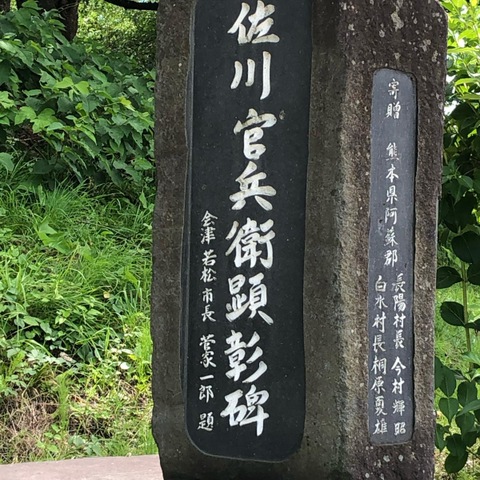 佐川官兵衛顕彰碑
会津若松市長 菅家一郎 題
寄贈 熊本県阿蘇郡
長陽村長 今村輝昭
白水村長 桐原夏雄